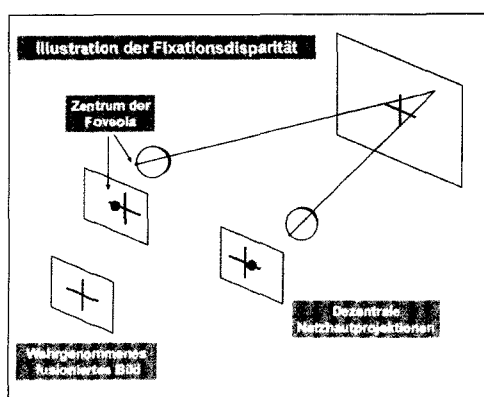 Illustration der Fixationsdisparität
Zentrum der
Foveola
Dezentrale
Netzhautprojektionen
Wahrgenommenes
fusioniertes Bild